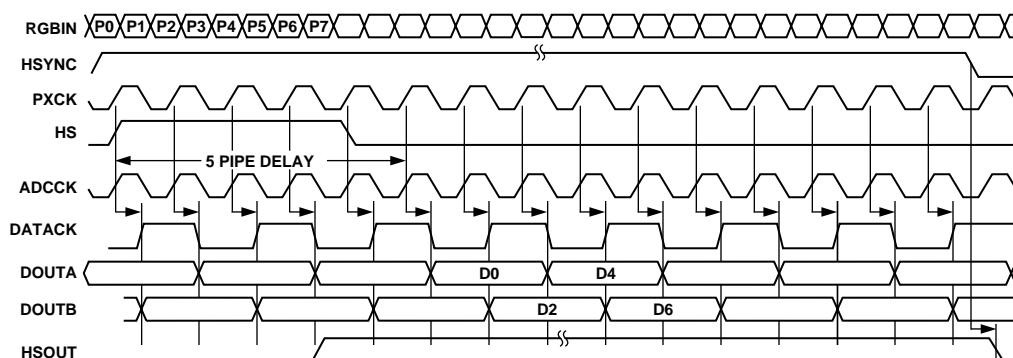 RGBIN P0 P1 P2 P3 P4 P5 P6 P7
HSYNC
PXCK
HS
5 PIPE DELAY
ADCCK
DATACK
DOUTA D0 D4
DOUTB D2 D6
HSOUT